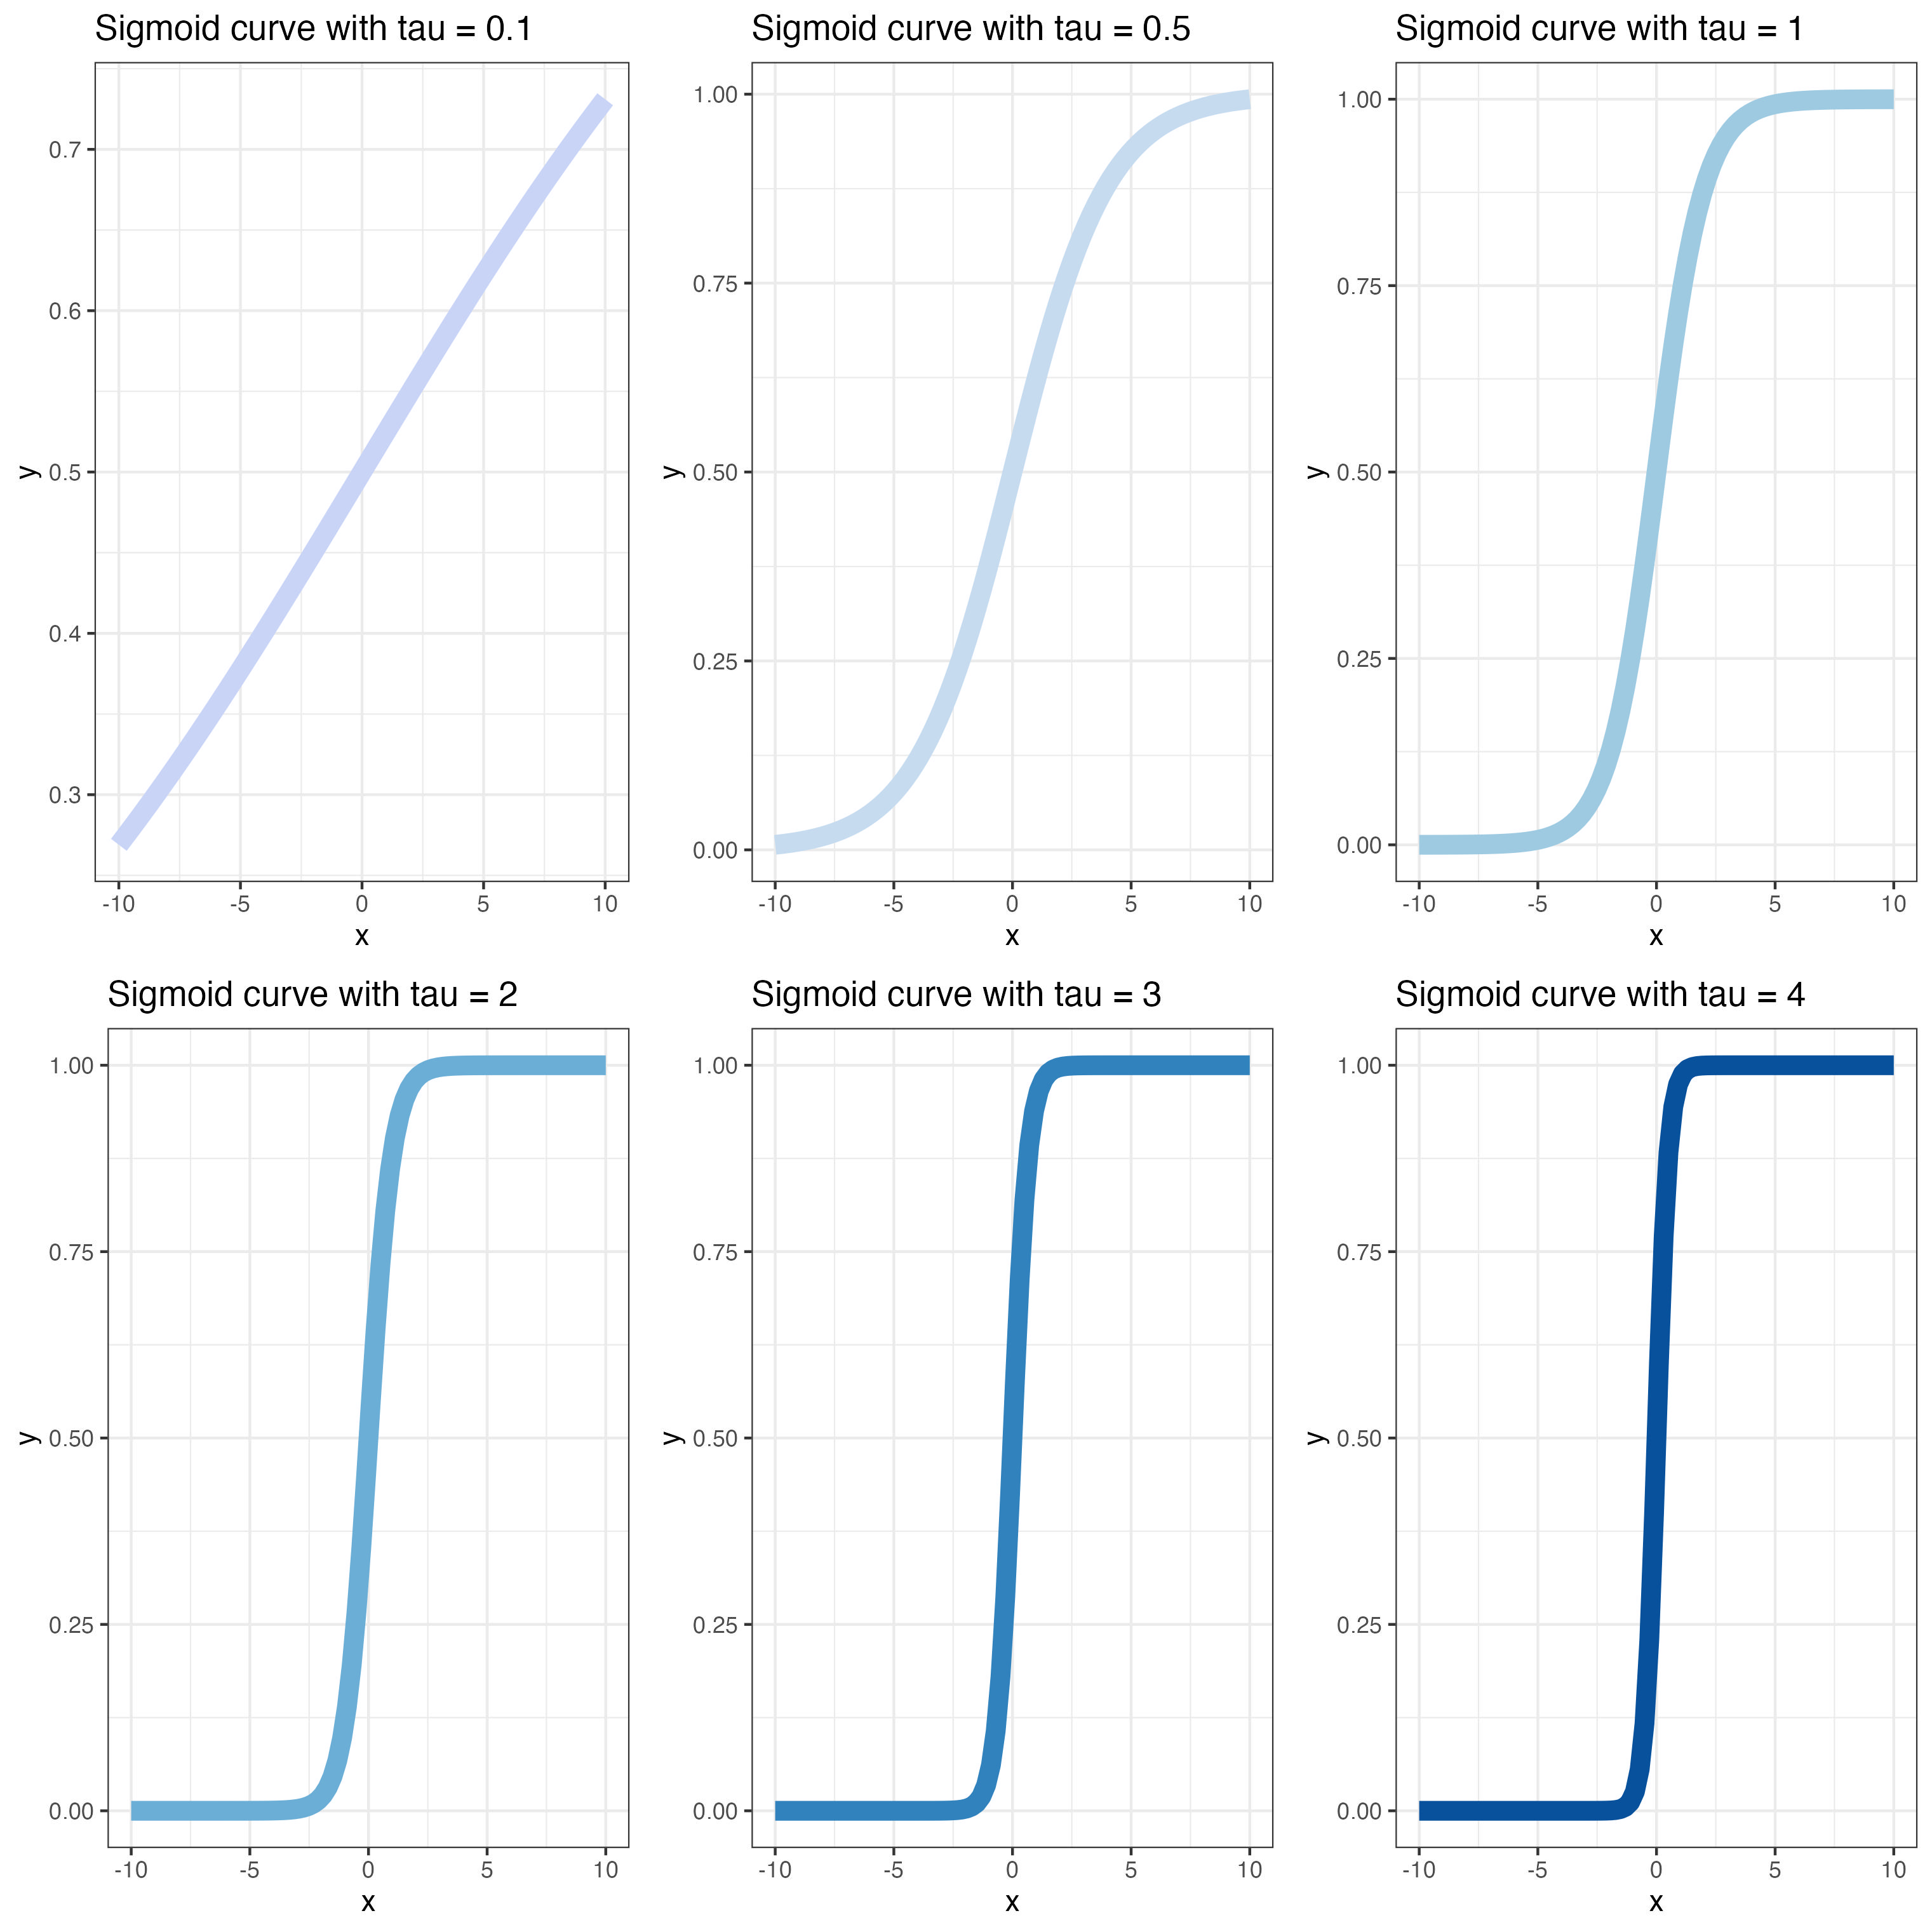 Sigmoid curve with tau = 0.1
y
0.7
0.6
0.5
0.4
0.3
-10 -5 0 5 10
x
Sigmoid curve with tau = 0.5
y
1.00
0.75
0.50
0.25
0.00
-10 -5 0 5 10
x
Sigmoid curve with tau = 1
y
1.00
0.75
0.50
0.25
0.00
-10 -5 0 5 10
x
Sigmoid curve with tau = 2
y
1.00
0.75
0.50
0.25
0.00
-10 -5 0 5 10
x
Sigmoid curve with tau = 3
y
1.00
0.75
0.50
0.25
0.00
-10 -5 0 5 10
x
Sigmoid curve with tau = 4
y
1.00
0.75
0.50
0.25
0.00
-10 -5 0 5 10
x